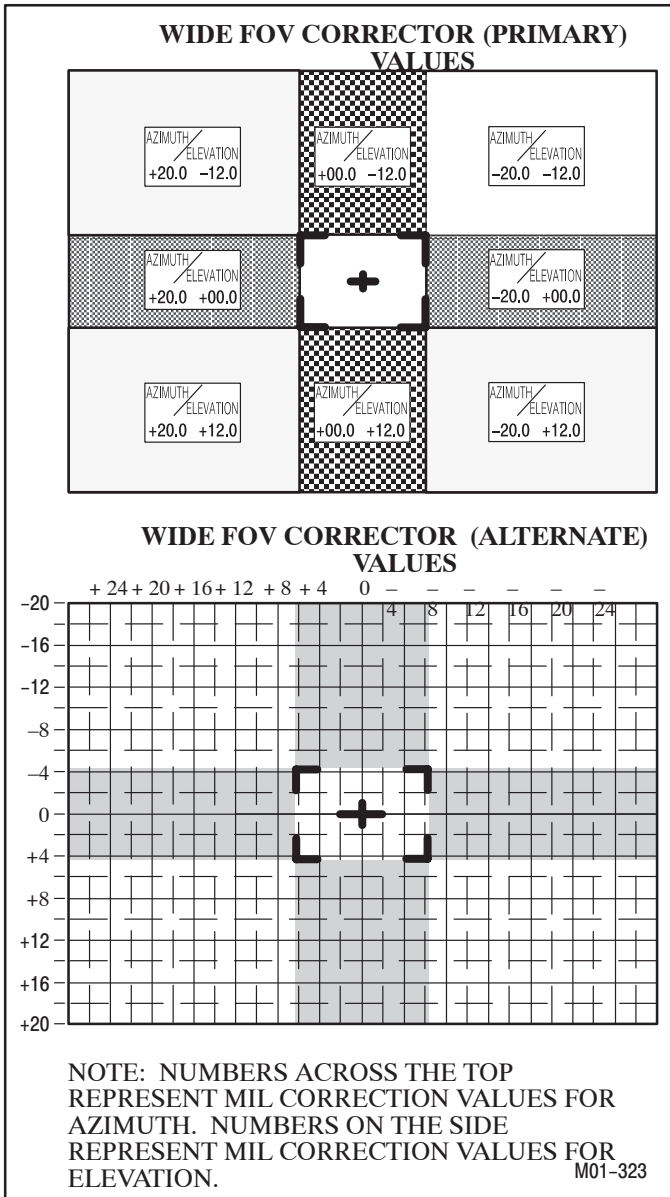 WIDE FOV CORRECTOR (PRIMARY)
VALUES
AZIMUTH/ELEVATION
+20.0 −12.0
AZIMUTH/ELEVATION
+00.0 −12.0
AZIMUTH/ELEVATION
−20.0 −12.0
AZIMUTH/ELEVATION
+20.0 +00.0
AZIMUTH/ELEVATION
−20.0 +00.0
AZIMUTH/ELEVATION
+20.0 +12.0
AZIMUTH/ELEVATION
+00.0 +12.0
AZIMUTH/ELEVATION
−20.0 +12.0
WIDE FOV CORRECTOR (ALTERNATE)
VALUES
+ 24 + 20 + 16 + 12 + 8 + 4 0 − − − − − −
4 8 12 16 20 24
−20
−16
−12
−8
−4
0
+4
+8
+12
+16
+20
NOTE: NUMBERS ACROSS THE TOP
REPRESENT MIL CORRECTION VALUES FOR
AZIMUTH. NUMBERS ON THE SIDE
REPRESENT MIL CORRECTION VALUES FOR
ELEVATION.
M01−323